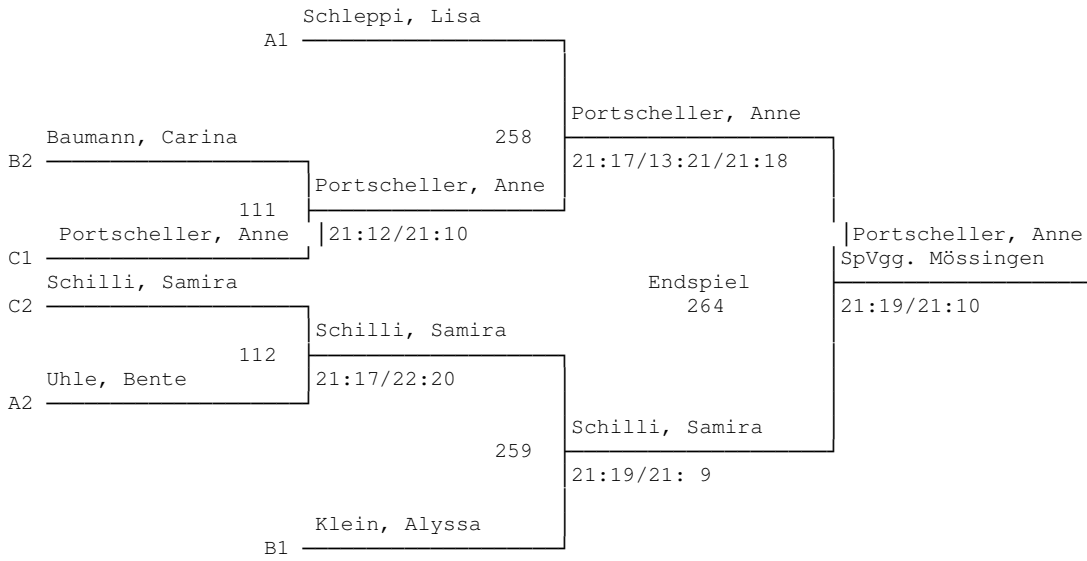 Schleppi, Lisa
A1
Portscheller, Anne
Baumann, Carina
258
B2
21:17/13:21/21:18
Portscheller, Anne
111
Portscheller, Anne
|21:12/21:10
|Portscheller, Anne
C1
SpVgg. Mössingen
Schilli, Samira
Endspiel
C2
264
21:19/21:10
Schilli, Samira
112
Uhle, Bente
21:17/22:20
A2
Schilli, Samira
259
21:19/21: 9
Klein, Alyssa
B1